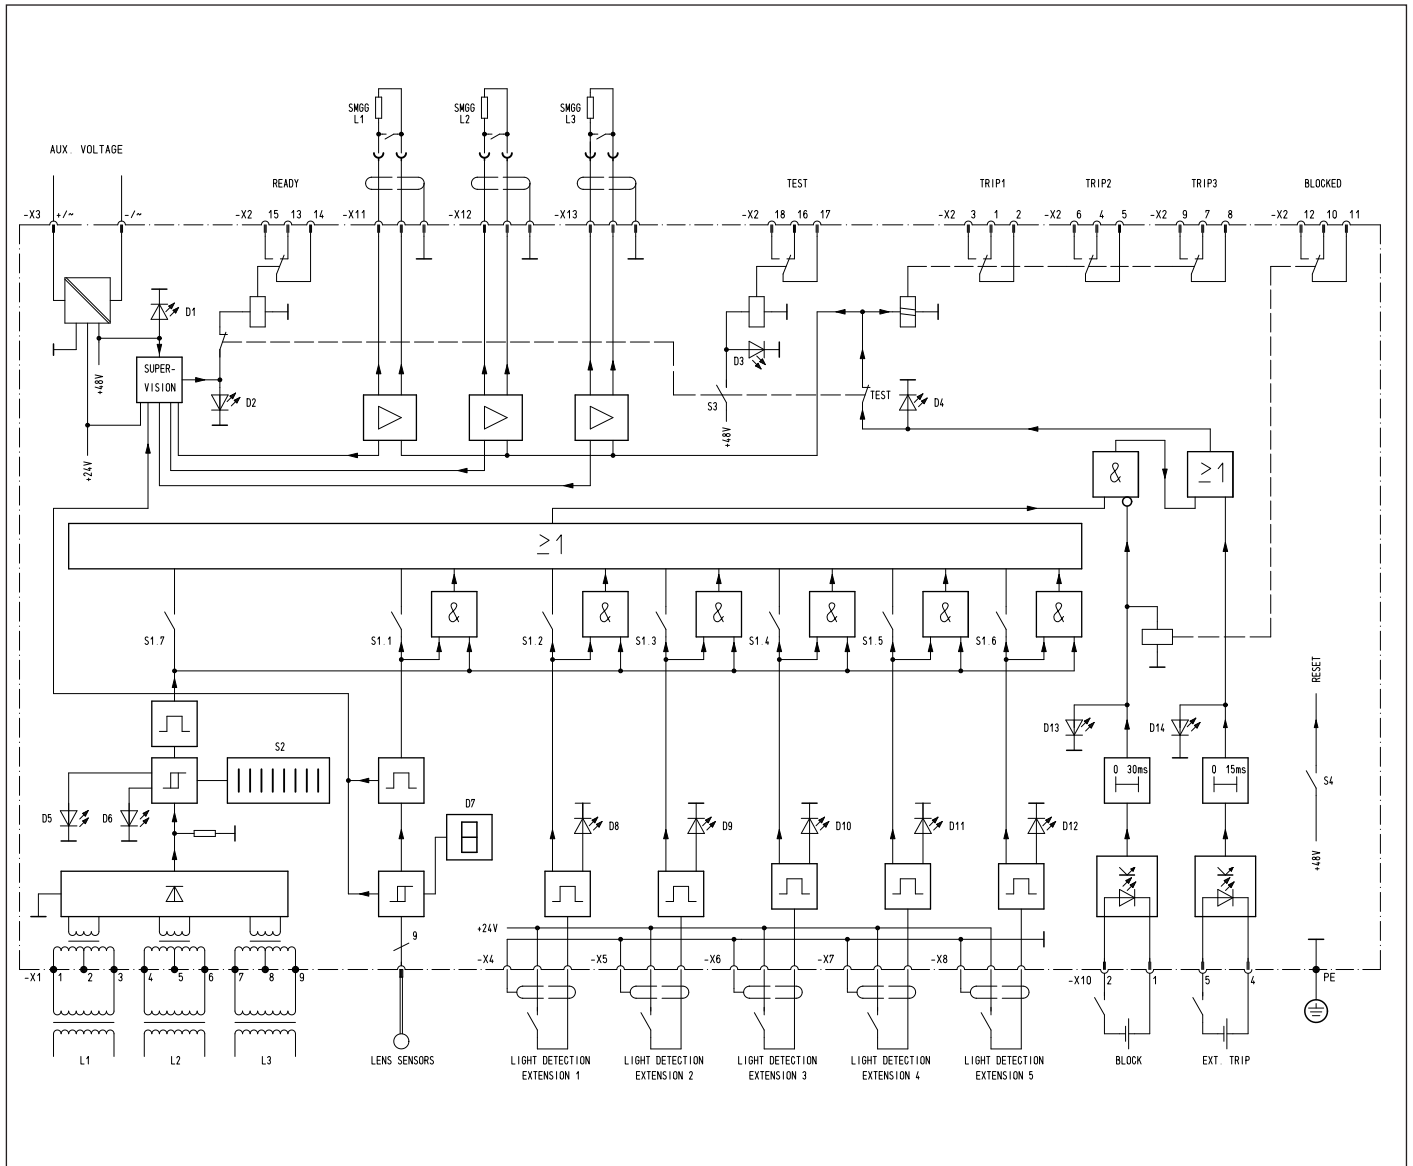 SMGG
L1
SMGG
L2
SMGG
L3
AUX. VOLTAGE
READY
TEST
TRIP1
TRIP2
TRIP3
BLOCKED
-X3 +/~ -/~
-X2 15 13 14
-X11
-X12
-X13
-X2 18 16 17
-X2 3 1 2
-X2 6 4 5
-X2 9 7 8
-X2 12 10 11
D1
SUPER-
VISION
+48V
+24V
D2
D3
S3
+48V
TEST
D4
&
≥1
≥1
&
&
&
&
&
&
S1.7
S1.1
S1.2
S1.3
S1.4
S1.5
S1.6
RESET
S4
+48V
D13
D14
S2
D5
D6
D7
0 30ms
0 15ms
D8
D9
D10
D11
D12
9
+24V
-X4
-X5
-X6
-X7
-X8
-X1 1 2 3 4 5 6 7 8 9
-X10 2 1
5 4
PE
L1
L2
L3
LENS SENSORS
LIGHT DETECTION
EXTENSION 1
LIGHT DETECTION
EXTENSION 2
LIGHT DETECTION
EXTENSION 3
LIGHT DETECTION
EXTENSION 4
LIGHT DETECTION
EXTENSION 5
BLOCK
EXT. TRIP